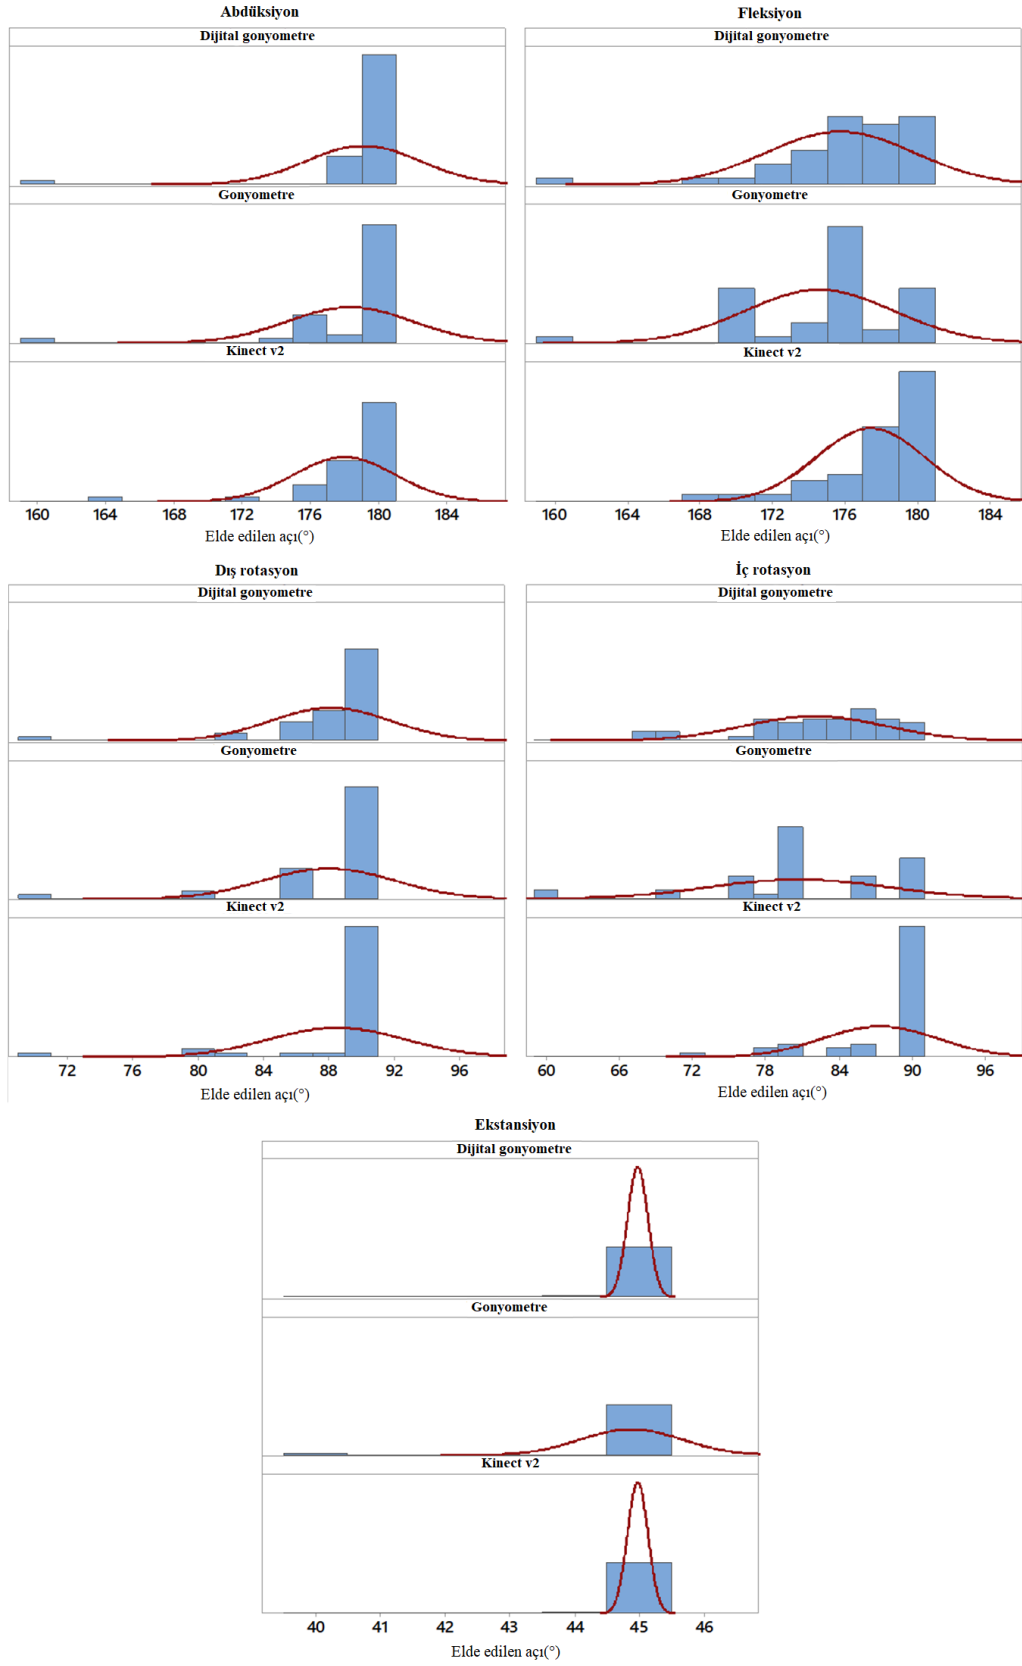 Abdüksiyon
Dijital gonyometre
Gonyometre
Kinect v2
160 164 168 172 176 180 184
Elde edilen açı(°)
Fleksiyon
Dijital gonyometre
Gonyometre
Kinect v2
160 164 168 172 176 180 184
Elde edilen açı(°)
Dış rotasyon
Dijital gonyometre
Gonyometre
Kinect v2
72 76 80 84 88 92 96
Elde edilen açı(°)
İç rotasyon
Dijital gonyometre
Gonyometre
Kinect v2
60 66 72 78 84 90 96
Elde edilen açı(°)
Ekstansiyon
Dijital gonyometre
Gonyometre
Kinect v2
40 41 42 43 44 45 46
Elde edilen açı(°)